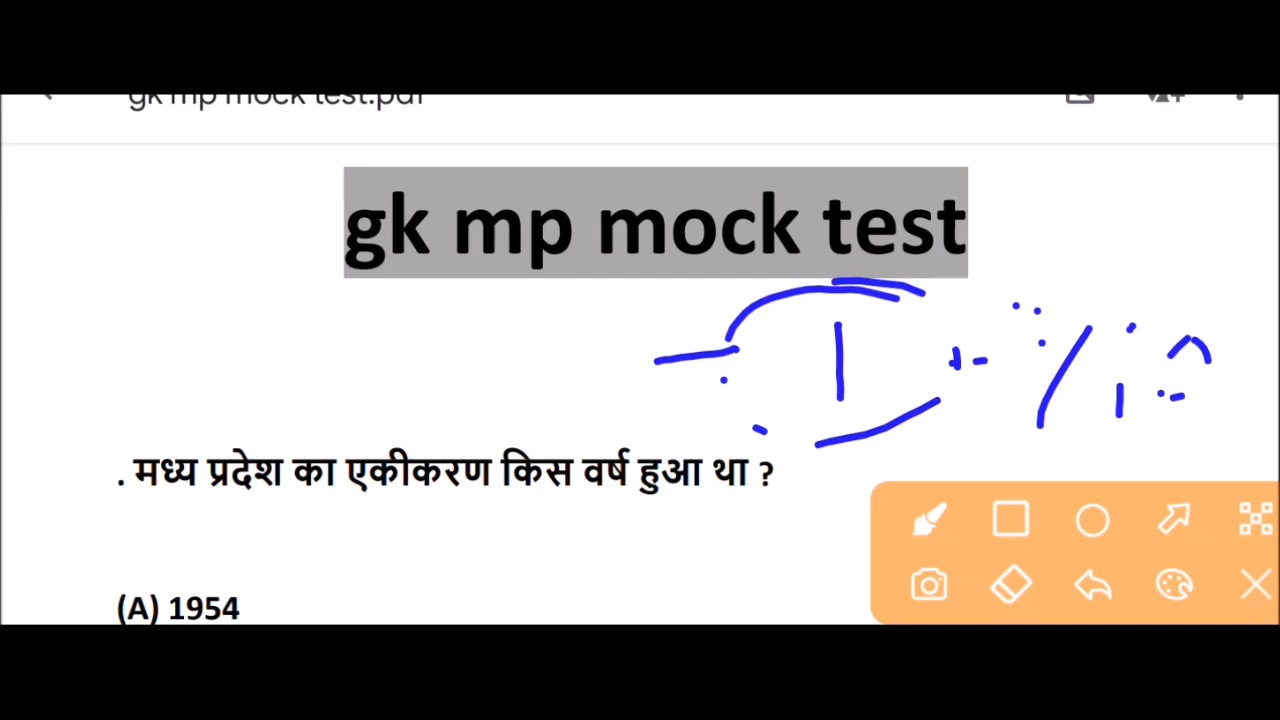 gk mp mock test.pdf
gk mp mock test
. मध्य प्रदेश का एकीकरण किस वर्ष हुआ था ?
(A) 1954